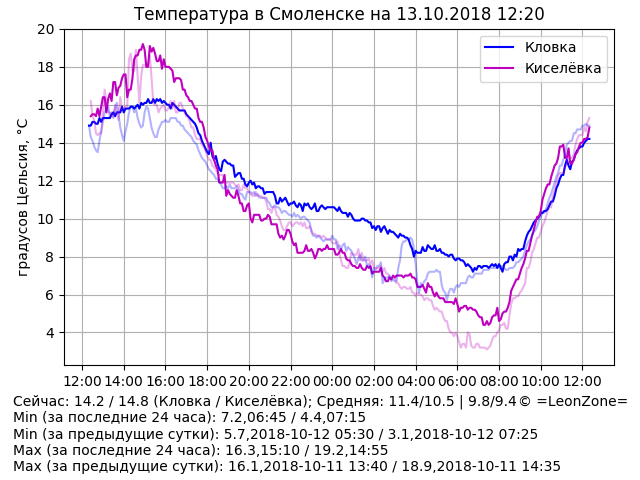 Температура в Смоленске на 13.10.2018 12:20
градусов Цельсия, °C
20
18
16
14
12
10
8
6
4
Кловка
Киселёвка
12:00 14:00 16:00 18:00 20:00 22:00 00:00 02:00 04:00 06:00 08:00 10:00 12:00
Сейчас: 14.2 / 14.8 (Кловка / Киселёвка); Средняя: 11.4/10.5 | 9.8/9.4© =LeonZone=
Min (за последние 24 часа): 7.2,06:45 / 4.4,07:15
Min (за предыдущие сутки): 5.7,2018-10-12 05:30 / 3.1,2018-10-12 07:25
Max (за последние 24 часа): 16.3,15:10 / 19.2,14:55
Max (за предыдущие сутки): 16.1,2018-10-11 13:40 / 18.9,2018-10-11 14:35